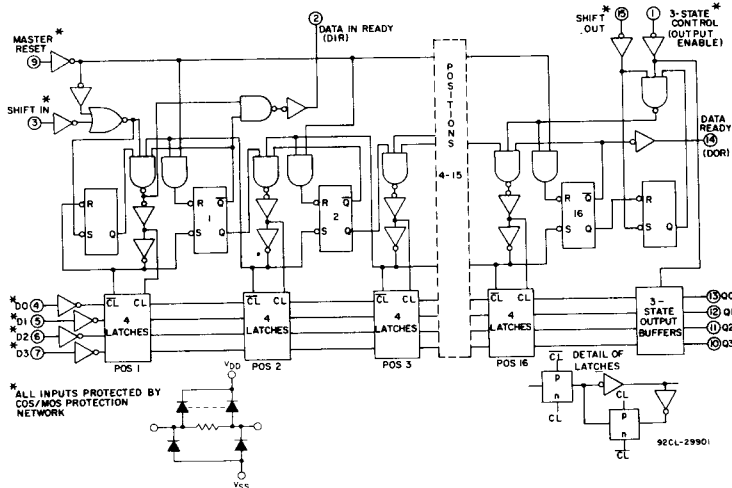 * MASTER RESET
9
* SHIFT IN
3
2
DATA IN READY
(DIR)
* SHIFT OUT
15
1
3-STATE *
CONTROL
(OUTPUT
ENABLE)
DATA
READY
14
(DOR)
POSITIONS
4-15
R
S Q
R Q̅
1
S Q
R Q̅
2
S Q
R Q̅
16
S Q
R
S Q
*D0 4
*D1 5
*D2 6
*D3 7
C̅L̅ CL
4
LATCHES
POS 1
C̅L̅ CL
4
LATCHES
POS 2
C̅L̅ CL
4
LATCHES
POS 3
C̅L̅ CL
4
LATCHES
POS 16
3-
STATE
OUTPUT
BUFFERS
13 Q0
12 Q1
11 Q2
10 Q3
* ALL INPUTS PROTECTED BY
COS/MOS PROTECTION
NETWORK
VDD
VSS
DETAIL OF
LATCHES
C̅L̅
p
n
CL
CL
p
n
C̅L̅
92CL-29901